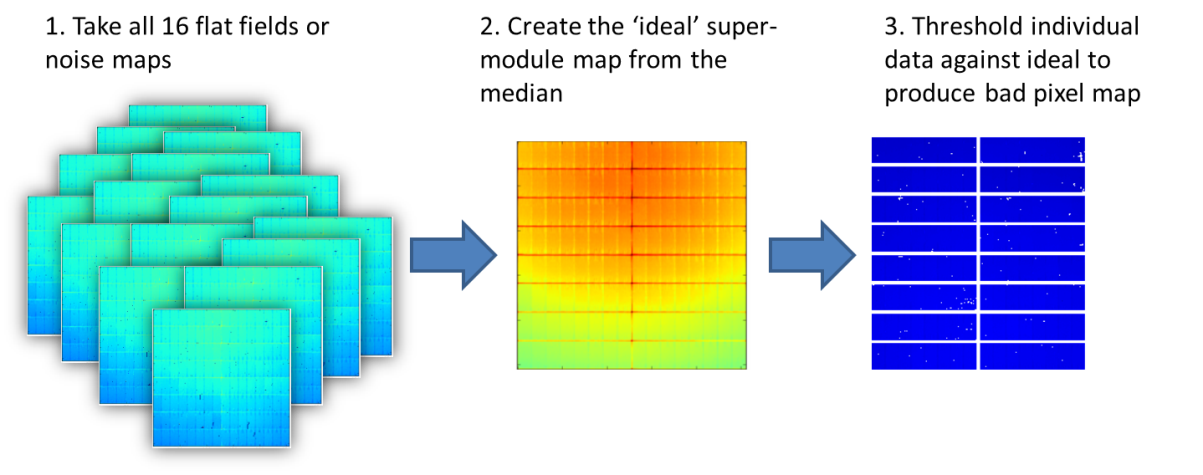 1. Take all 16 flat fields or
noise maps
2. Create the ‘ideal’ super-
module map from the
median
3. Threshold individual
data against ideal to
produce bad pixel map